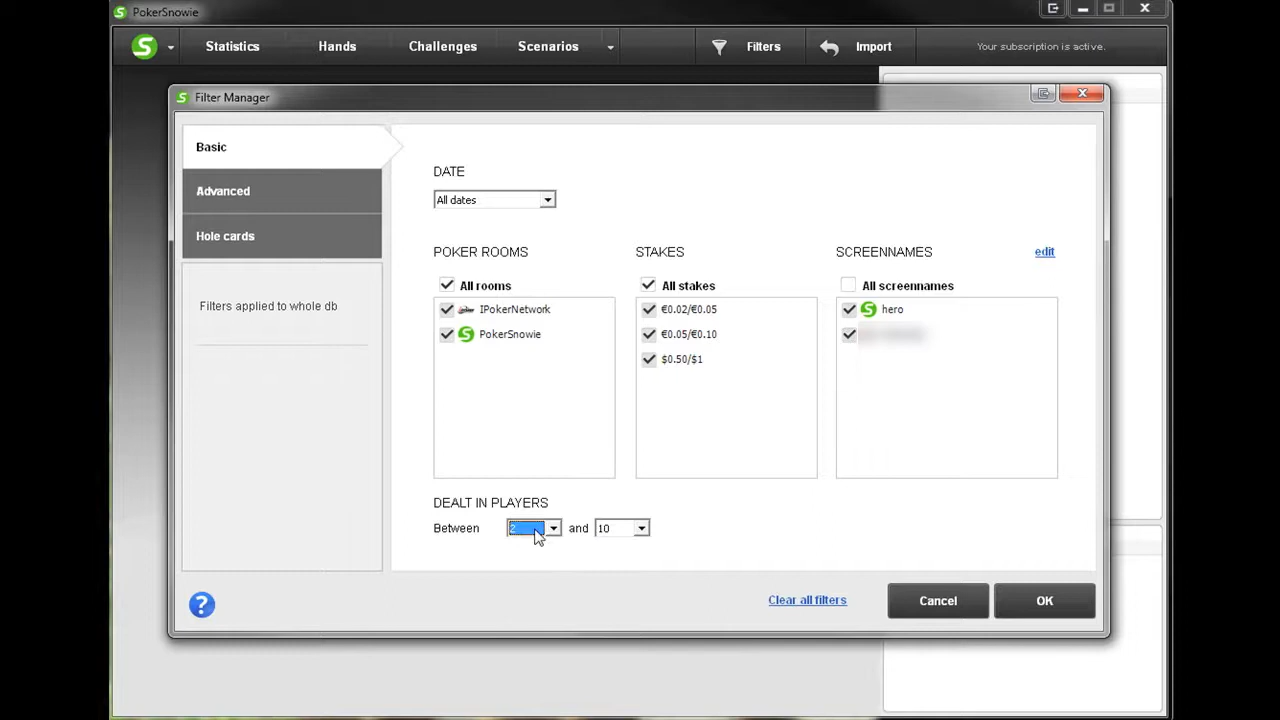 PokerSnowie
Statistics
Hands
Challenges
Scenarios
Filters
Import
Your subscription is active.
Filter Manager
Basic
Advanced
Hole cards
Filters applied to whole db
DATE
All dates
POKER ROOMS
All rooms
IPokerNetwork
PokerSnowie
STAKES
All stakes
€0.02/€0.05
€0.05/€0.10
$0.50/$1
SCREENNAMES
edit
All screennames
hero
DEALT IN PLAYERS
Between 2 and 10
Clear all filters
Cancel
OK